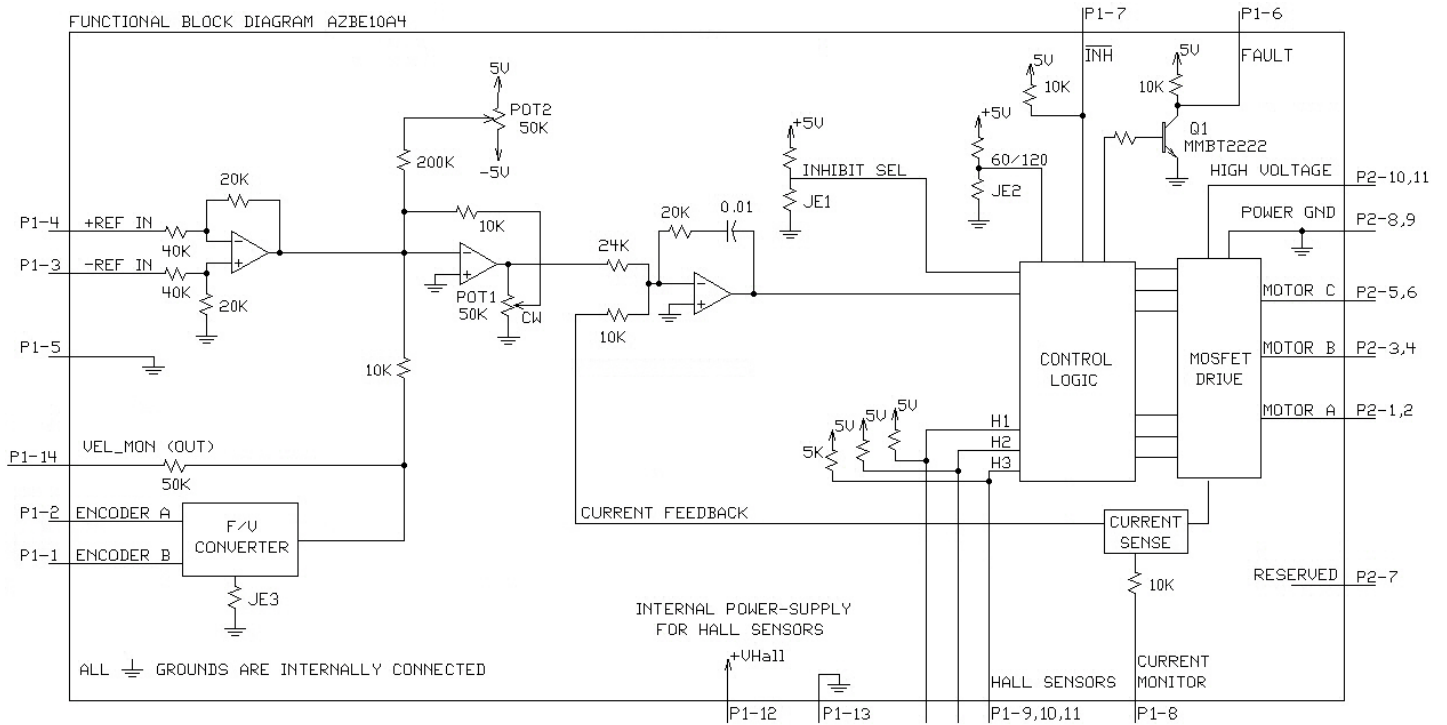 FUNCTIONAL BLOCK DIAGRAM AZBE10A4
P1-7
P1-6
INH
FAULT
5V
10K
5V
10K
Q1
MMBT2222
5V
POT2
50K
-5V
200K
+5V
INHIBIT SEL
JE1
+5V
60/120
JE2
HIGH VOLTAGE
P2-10,11
POWER GND
P2-8,9
20K
P1-4
+REF IN
40K
P1-3
-REF IN
40K
20K
10K
POT1
50K
CW
24K
20K
0.01
10K
MOTOR C
P2-5,6
MOTOR B
P2-3,4
MOTOR A
P2-1,2
CONTROL
LOGIC
MOSFET
DRIVE
P1-5
10K
5V
5V
5V
5K
H1
H2
H3
VEL_MON (OUT)
P1-14
50K
P1-2
ENCODER A
P1-1
ENCODER B
F/V
CONVERTER
JE3
CURRENT FEEDBACK
CURRENT
SENSE
10K
RESERVED
P2-7
INTERNAL POWER-SUPPLY
FOR HALL SENSORS
+VHall
ALL GROUNDS ARE INTERNALLY CONNECTED
HALL SENSORS
CURRENT
MONITOR
P1-12
P1-13
P1-9,10,11
P1-8